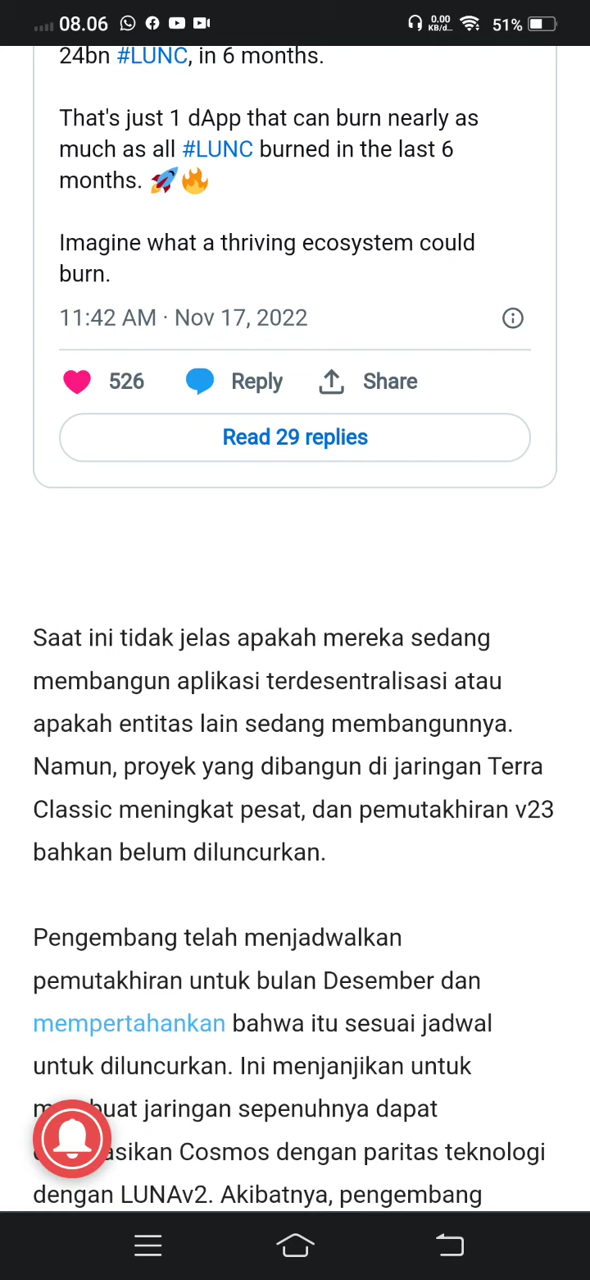 08.06
0.00
KB/d...
51%
24bn #LUNC, in 6 months.
That's just 1 dApp that can burn nearly as
much as all #LUNC burned in the last 6
months. 🚀🔥
Imagine what a thriving ecosystem could
burn.
11:42 AM · Nov 17, 2022
526 Reply Share
Read 29 replies
Saat ini tidak jelas apakah mereka sedang
membangun aplikasi terdesentralisasi atau
apakah entitas lain sedang membangunnya.
Namun, proyek yang dibangun di jaringan Terra
Classic meningkat pesat, dan pemutakhiran v23
bahkan belum diluncurkan.
Pengembang telah menjadwalkan
pemutakhiran untuk bulan Desember dan
mempertahankan bahwa itu sesuai jadwal
untuk diluncurkan. Ini menjanjikan untuk
jaringan sepenuhnya dapat
Cosmos dengan paritas teknologi
dengan LUNAv2. Akibatnya, pengembang